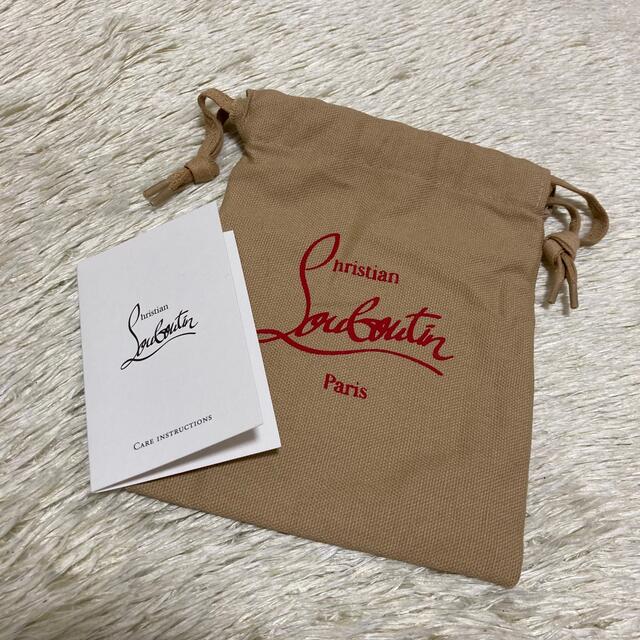 Christian
Louboutin
CARE INSTRUCTIONS
Christian
Louboutin
Paris